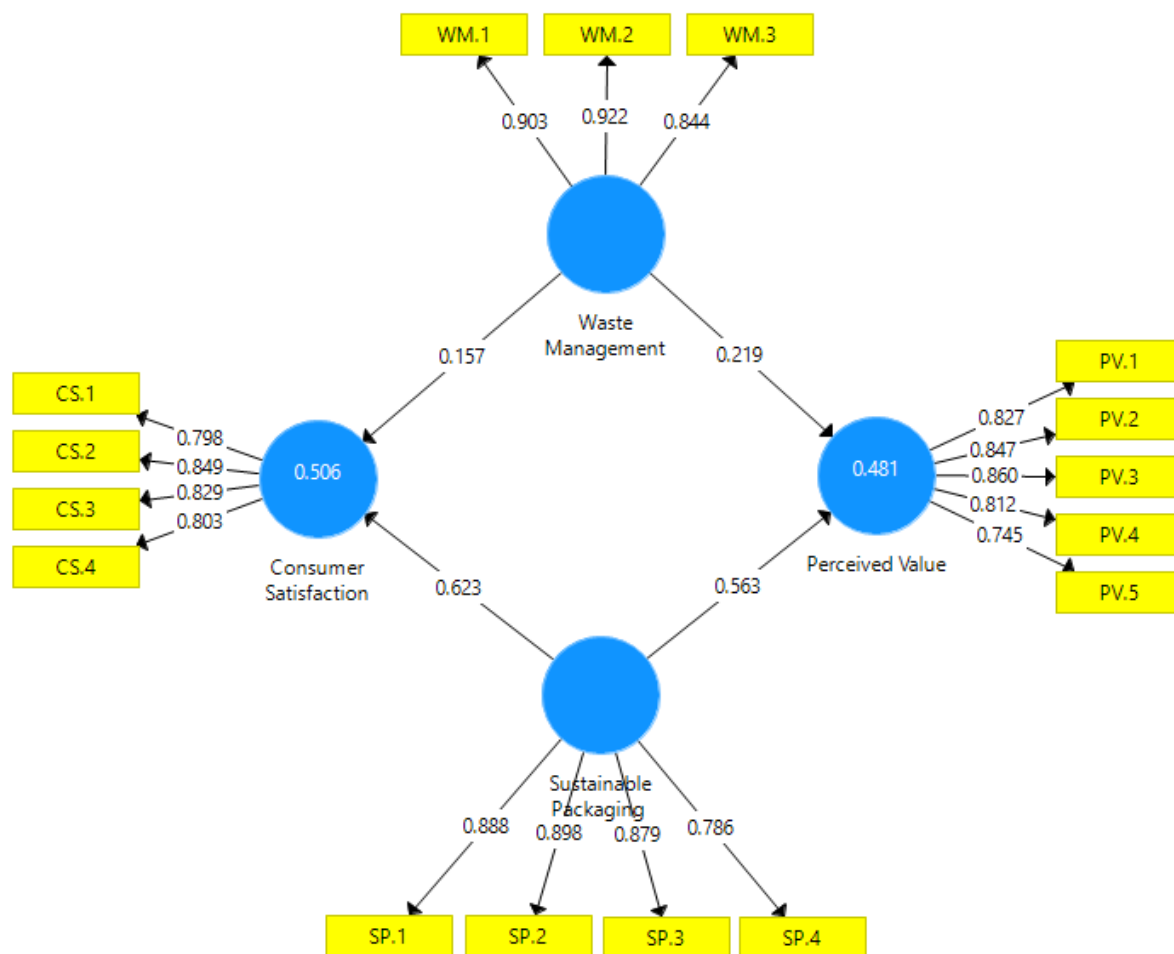 WM.1 WM.2 WM.3
0.903 0.922 0.844
Waste
Management
0.157 0.219
CS.1
CS.2
CS.3
CS.4
0.798
0.849
0.829
0.803
0.506
Consumer
Satisfaction
0.481
Perceived Value
PV.1
PV.2
PV.3
PV.4
PV.5
0.827
0.847
0.860
0.812
0.745
0.623 0.563
Sustainable
Packaging
0.888 0.898 0.879 0.786
SP.1 SP.2 SP.3 SP.4